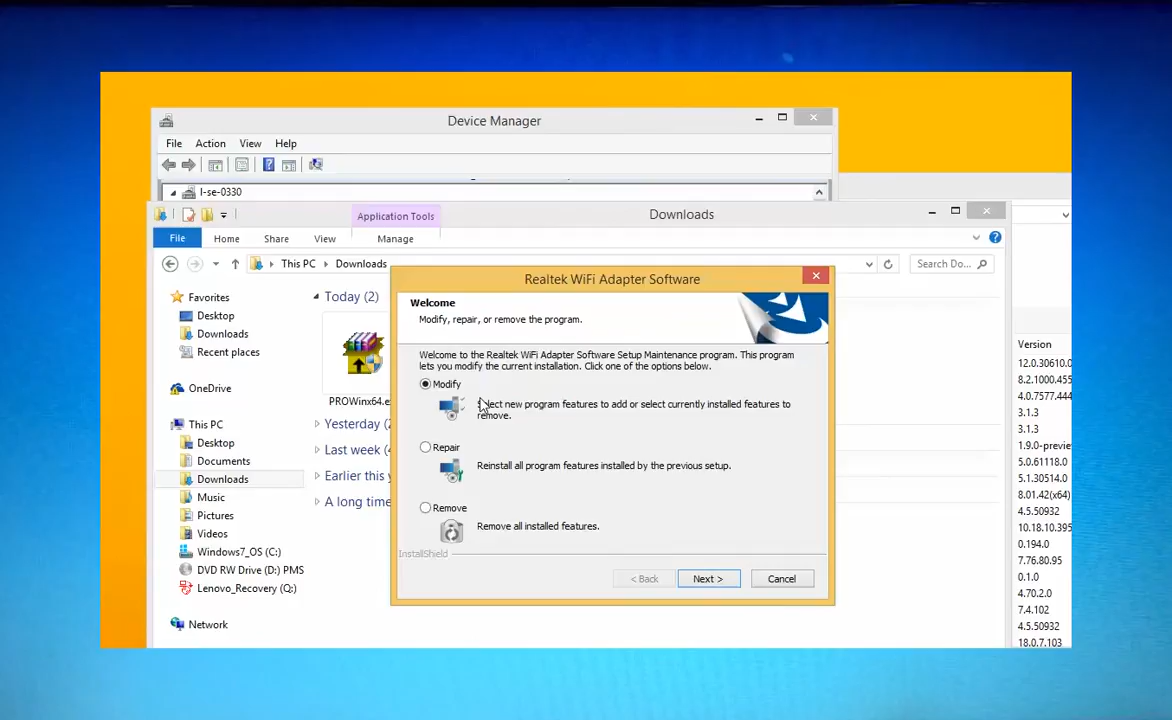 Device Manager
File Action View Help
I-se-0330
Application Tools
Downloads
File Home Share View Manage
This PC Downloads
Search Do...
Favorites
Desktop
Downloads
Recent places
OneDrive
This PC
Desktop
Documents
Downloads
Music
Pictures
Videos
Windows7_OS (C:)
DVD RW Drive (D:) PMS
Lenovo_Recovery (Q:)
Network
Today (2)
PROWinx64.e
Yesterday (
Last week (
Earlier this
A long time
Realtek WiFi Adapter Software
Welcome
Modify, repair, or remove the program.
Welcome to the Realtek WiFi Adapter Software Setup Maintenance program. This program
lets you modify the current installation. Click one of the options below.
Modify
new program features to add or select currently installed features to
remove.
Repair
Reinstall all program features installed by the previous setup.
Remove
Remove all installed features.
InstallShield
< Back Next > Cancel
Version
12.0.30610.0
8.2.1000.455
4.0.7577.444
3.1.3
3.1.3
1.9.0-preview
5.0.61118.0
5.1.30514.0
8.01.42(x64)
4.5.50932
10.18.10.395
0.194.0
7.76.80.95
0.1.0
4.70.2.0
7.4.102
4.5.50932
18.0.7.103